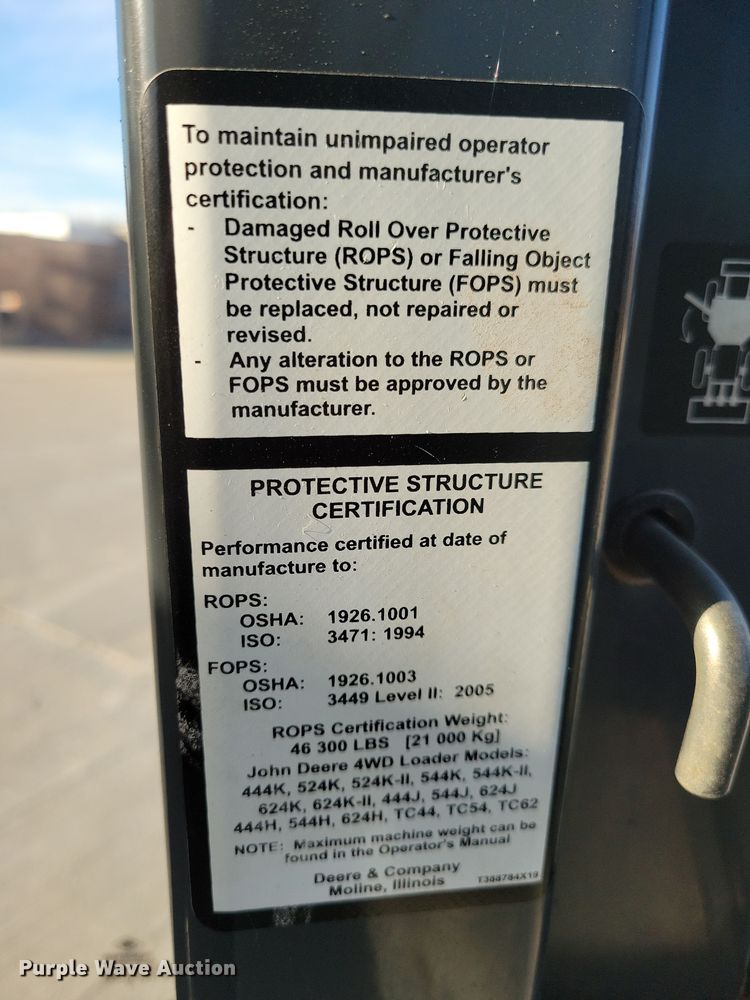 To maintain unimpaired operator
protection and manufacturer's
certification:
- Damaged Roll Over Protective
Structure (ROPS) or Falling Object
Protective Structure (FOPS) must
be replaced, not repaired or
revised.
- Any alteration to the ROPS or
FOPS must be approved by the
manufacturer.
PROTECTIVE STRUCTURE
CERTIFICATION
Performance certified at date of
manufacture to:
ROPS:
OSHA: 1926.1001
ISO: 3471: 1994
FOPS:
OSHA: 1926.1003
ISO: 3449 Level II: 2005
ROPS Certification Weight:
46 300 LBS [21 000 Kg]
John Deere 4WD Loader Models:
444K, 524K, 524K-II, 544K, 544K-II,
624K, 624K-II, 444J, 544J, 624J
444H, 544H, 624H, TC44, TC54, TC62
NOTE: Maximum machine weight can be
found in the Operator's Manual
Deere & Company
Moline, Illinois
Purple Wave Auction